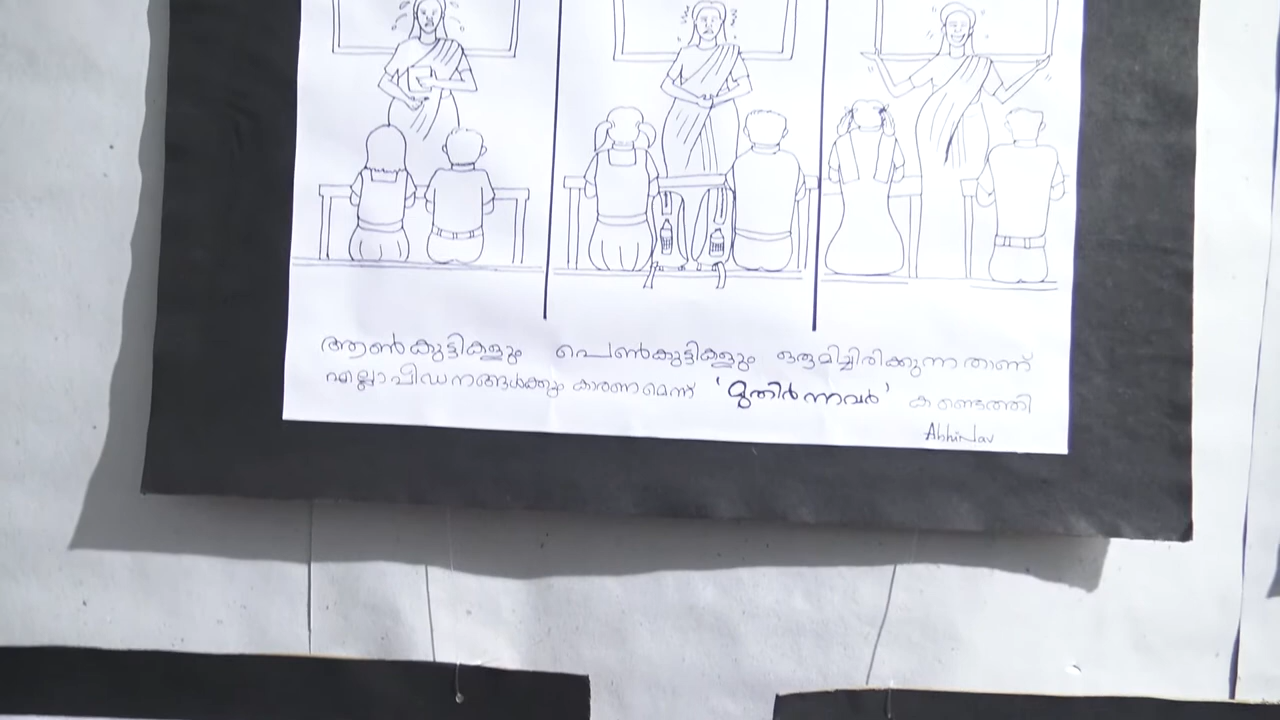 ആൺകുട്ടികളും പെൺകുട്ടികളും ഒരുമിച്ചിരിക്കുന്നതാണ്
എല്ലാ പീഡനങ്ങൾക്കും കാരണമെന്ന് 'മുതിർന്നവർ' കണ്ടെത്തി
Abhinav